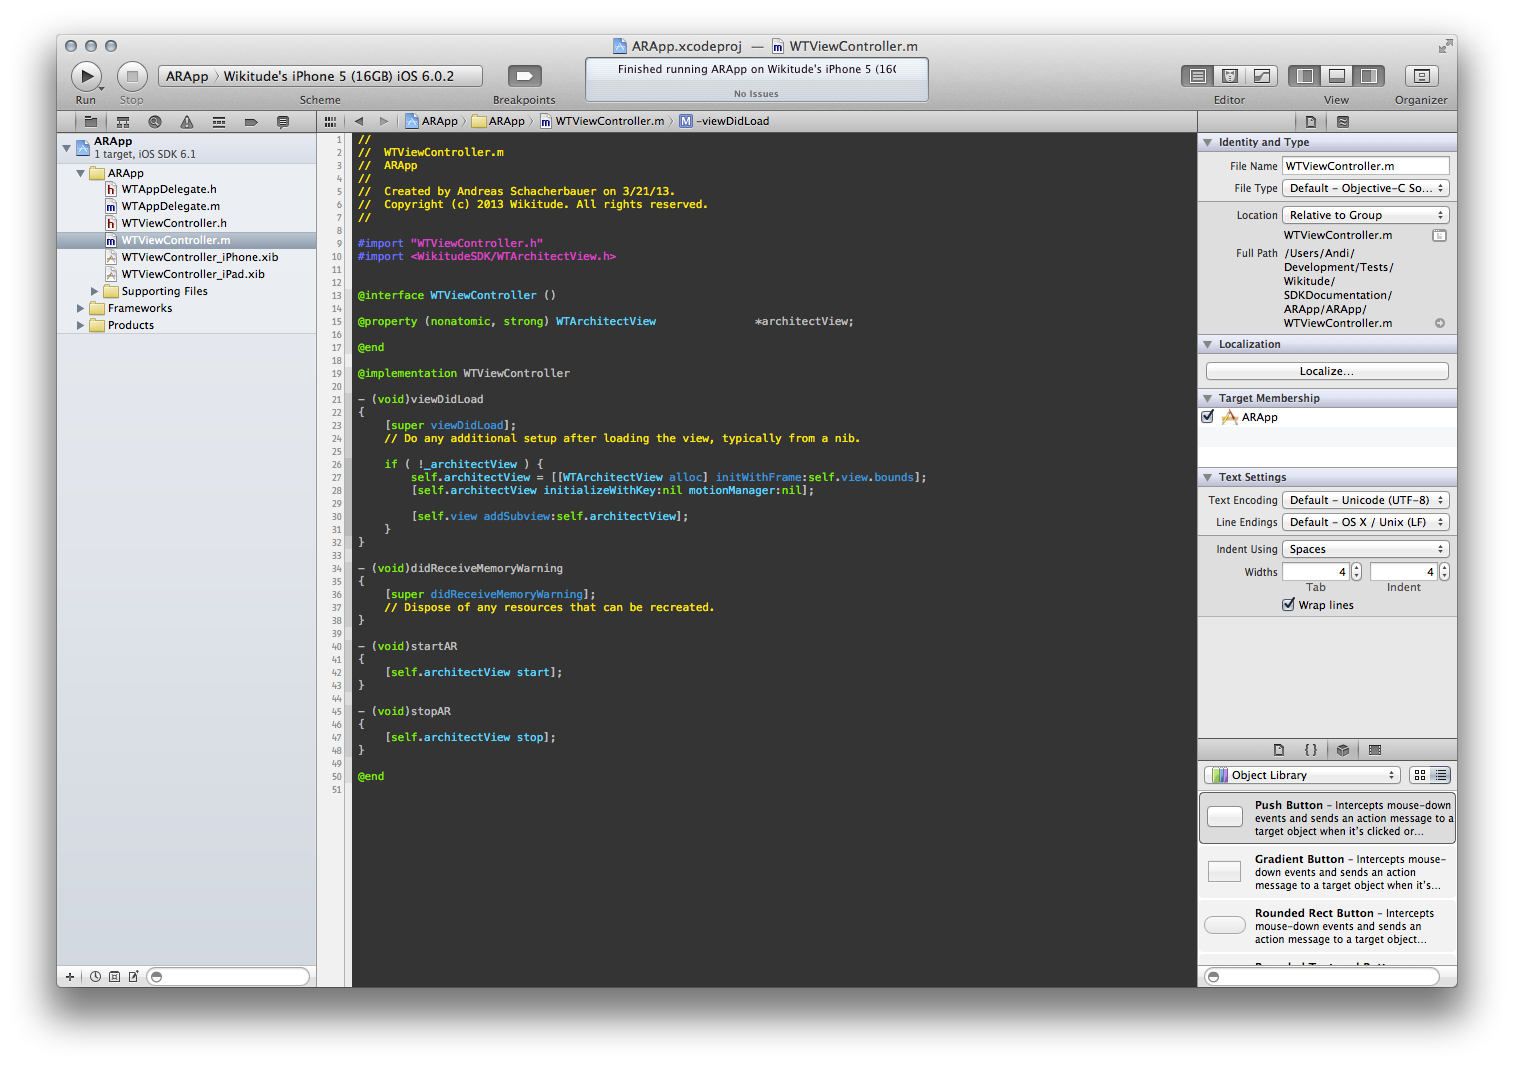 ARApp.xcodeproj — WTViewController.m
ARApp 〉 Wikitude's iPhone 5 (16GB) iOS 6.0.2
Finished running ARApp on Wikitude's iPhone 5 (16
No Issues
Run
Stop
Scheme
Breakpoints
Editor
View
Organizer
ARApp 〉 ARApp 〉 WTViewController.m 〉 M -viewDidLoad
ARApp
1 target, iOS SDK 6.1
ARApp
h WTAppDelegate.h
m WTAppDelegate.m
h WTViewController.h
m WTViewController.m
WTViewController_iPhone.xib
WTViewController_iPad.xib
Supporting Files
Frameworks
Products
1 //
2 //  WTViewController.m
3 //  ARApp
4 //
5 //  Created by Andreas Schacherbauer on 3/21/13.
6 //  Copyright (c) 2013 Wikitude. All rights reserved.
7 //
8
9 #import "WTViewController.h"
10 #import <WikitudeSDK/WTArchitectView.h>
11
12
13 @interface WTViewController ()
14
15 @property (nonatomic, strong) WTArchitectView               *architectView;
16
17 @end
18
19 @implementation WTViewController
20
21 - (void)viewDidLoad
22 {
23     [super viewDidLoad];
24     // Do any additional setup after loading the view, typically from a nib.
25
26     if ( !_architectView ) {
27         self.architectView = [[WTArchitectView alloc] initWithFrame:self.view.bounds];
28         [self.architectView initializeWithKey:nil motionManager:nil];
29
30         [self.view addSubview:self.architectView];
31     }
32 }
33
34 - (void)didReceiveMemoryWarning
35 {
36     [super didReceiveMemoryWarning];
37     // Dispose of any resources that can be recreated.
38 }
39
40 - (void)startAR
41 {
42     [self.architectView start];
43 }
44
45 - (void)stopAR
46 {
47     [self.architectView stop];
48 }
49
50 @end
51
Identity and Type
File Name WTViewController.m
File Type Default - Objective-C So...
Location Relative to Group
WTViewController.m
Full Path /Users/Andi/
Development/Tests/
Wikitude/
SDKDocumentation/
ARApp/ARApp/
WTViewController.m
Localization
Localize...
Target Membership
ARApp
Text Settings
Text Encoding Default - Unicode (UTF-8)
Line Endings Default - OS X / Unix (LF)
Indent Using Spaces
Widths 4 4
Tab Indent
Wrap lines
{ }
Object Library
Push Button - Intercepts mouse-down
events and sends an action message to a
target object when it's clicked or...
Gradient Button - Intercepts mouse-
down events and sends an action
message to a target object when it's...
Rounded Rect Button - Intercepts
mouse-down events and sends an
action message to a target object...